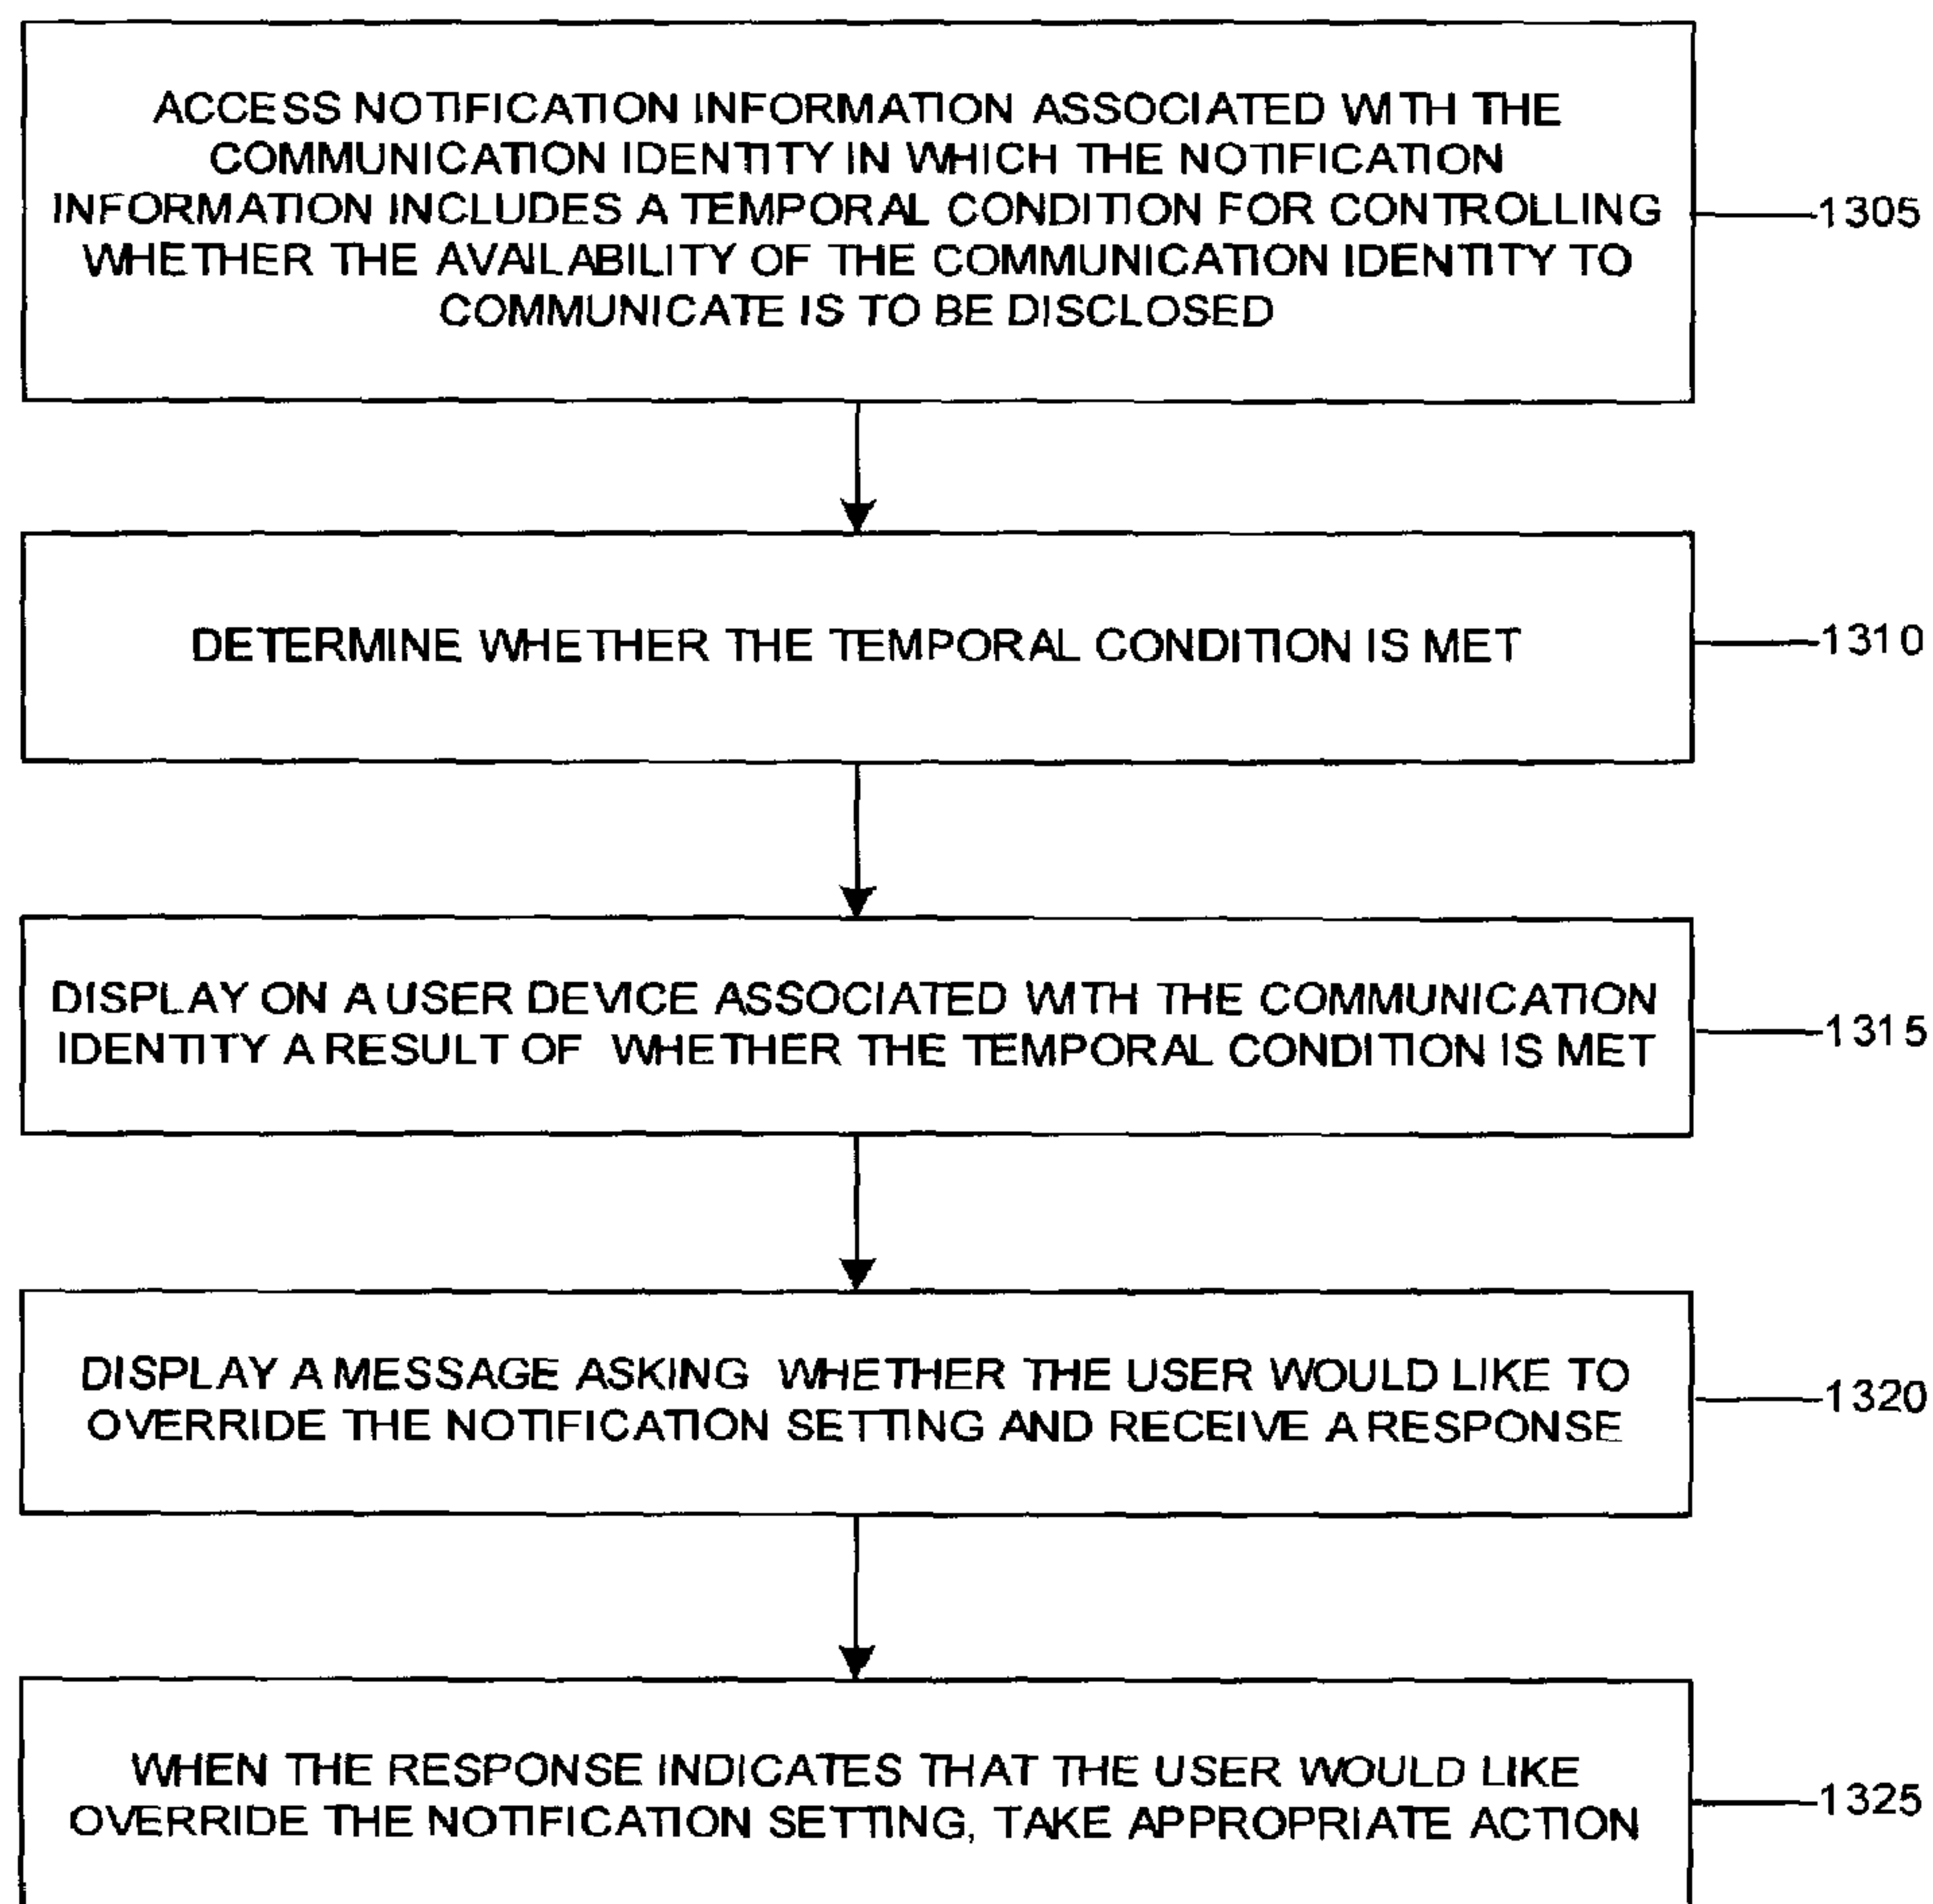 ACCESS NOTIFICATION INFORMATION ASSOCIATED WITH THE
COMMUNICATION IDENTITY IN WHICH THE NOTIFICATION
INFORMATION INCLUDES A TEMPORAL CONDITION FOR CONTROLLING
WHETHER THE AVAILABILITY OF THE COMMUNICATION IDENTITY TO
COMMUNICATE IS TO BE DISCLOSED
1305
DETERMINE WHETHER THE TEMPORAL CONDITION IS MET
1310
DISPLAY ON A USER DEVICE ASSOCIATED WITH THE COMMUNICATION
IDENTITY A RESULT OF WHETHER THE TEMPORAL CONDITION IS MET
1315
DISPLAY A MESSAGE ASKING WHETHER THE USER WOULD LIKE TO
OVERRIDE THE NOTIFICATION SETTING AND RECEIVE A RESPONSE
1320
WHEN THE RESPONSE INDICATES THAT THE USER WOULD LIKE
OVERRIDE THE NOTIFICATION SETTING, TAKE APPROPRIATE ACTION
1325